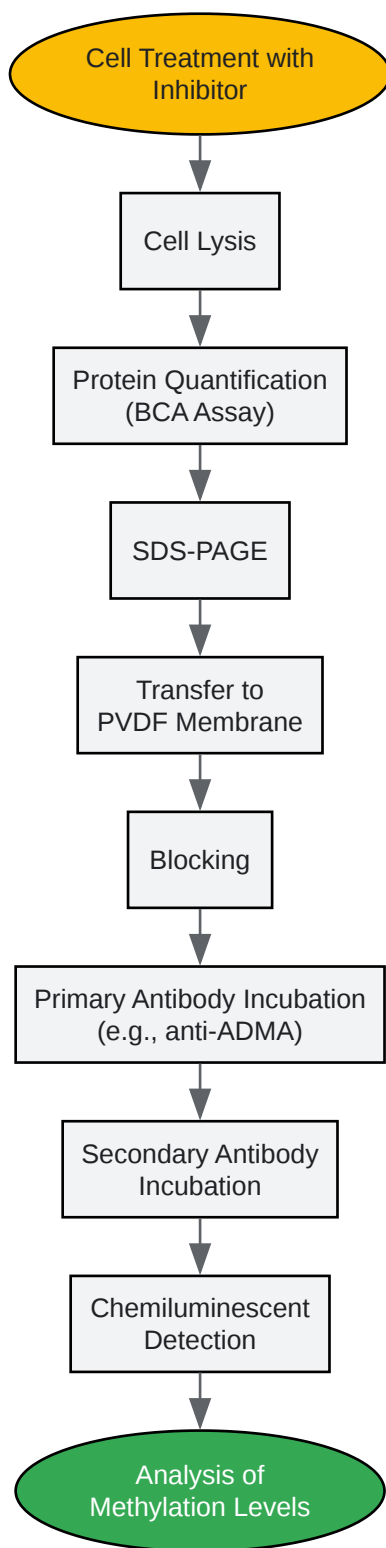 Cell Treatment with
Inhibitor
Cell Lysis
Protein Quantification
(BCA Assay)
SDS-PAGE
Transfer to
PVDF Membrane
Blocking
Primary Antibody Incubation
(e.g., anti-ADMA)
Secondary Antibody
Incubation
Chemiluminescent
Detection
Analysis of
Methylation Levels